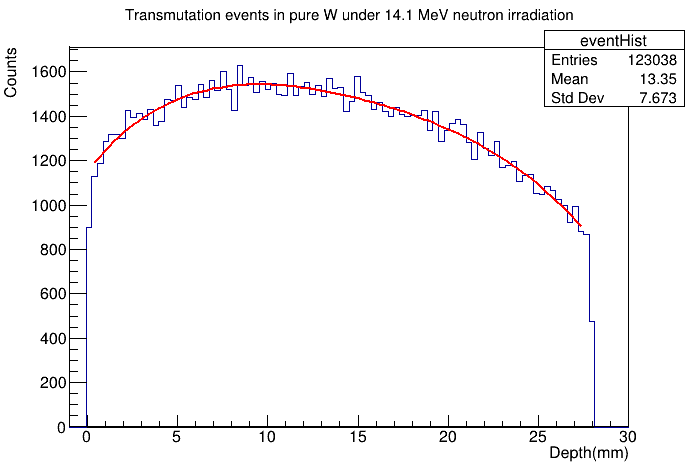 Transmutation events in pure W under 14.1 MeV neutron irradiation
eventHist
Entries 123038
Mean 13.35
Std Dev 7.673
Counts
1600
1400
1200
1000
800
600
400
200
0
0 5 10 15 20 25 30
Depth(mm)